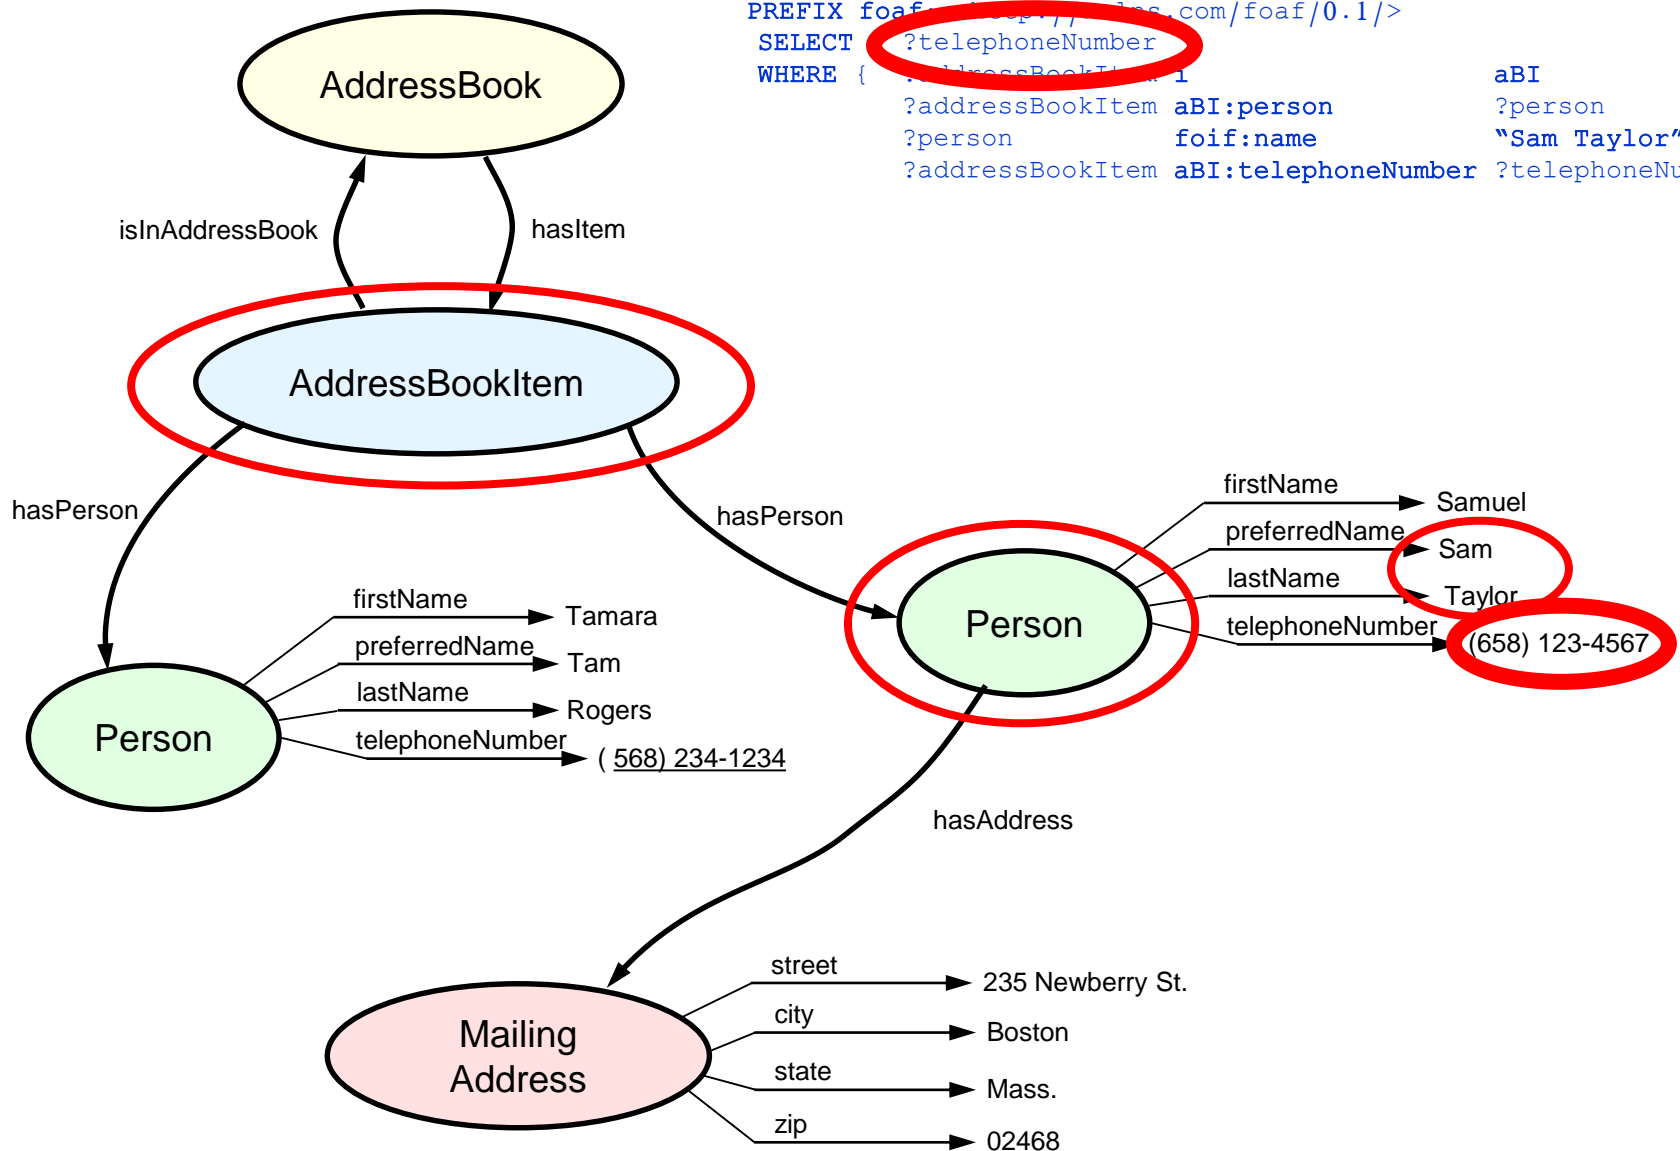 PREFIX foaf: .com/foaf/0.1/>
SELECT ?telephoneNumber
WHERE { ?addressBookItem i aBI
?addressBookItem aBI:person ?person
?person foif:name “Sam Taylor”
?addressBookItem aBI:telephoneNumber
AddressBook
isInAddressBook
hasItem
AddressBookItem
hasPerson
hasPerson
Person
firstName
Tamara
preferredName
Tam
lastName
Rogers
telephoneNumber
( 568) 234-1234
Person
firstName
Samuel
preferredName
Sam
lastName
Taylor
telephoneNumber
(658) 123-4567
hasAddress
Mailing
Address
street
235 Newberry St.
city
Boston
state
Mass.
zip
02468